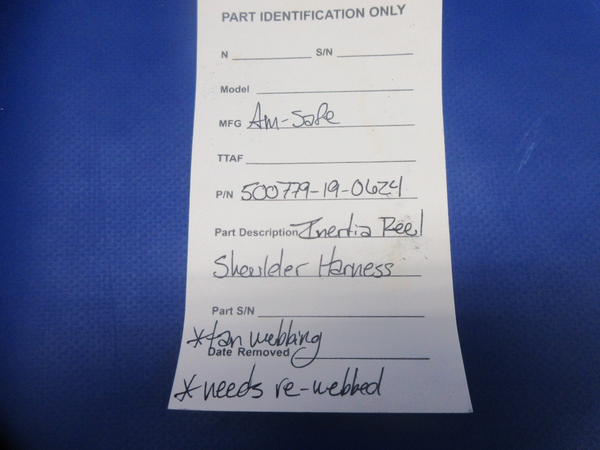 PART IDENTIFICATION ONLY
N S/N
Model
MFG Am-Safe
TTAF
P/N 500779-19-0624
Part Description Inertia Reel
Shoulder Harness
Part S/N
*tan webbing
Date Removed
*needs re-webbed